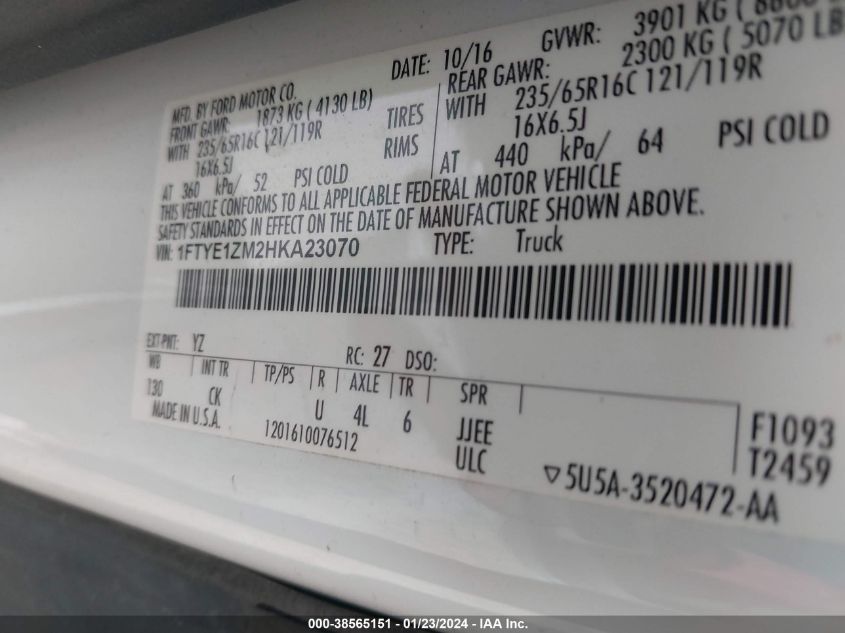 MFD. BY FORD MOTOR CO. DATE: 10/16 GVWR: 3901 KG (
FRONT GAWR: 1873 KG ( 4130 LB) REAR GAWR: 2300 KG ( 5070 LB
WITH 235/65R16C 121/119R TIRES WITH 235/65R16C 121/119R
16X6.5J RIMS 16X6.5J
AT 360 kPa/ 52 PSI COLD AT 440 kPa/ 64 PSI COLD
THIS VEHICLE CONFORMS TO ALL APPLICABLE FEDERAL MOTOR VEHICLE
SAFETY STANDARDS IN EFFECT ON THE DATE OF MANUFACTURE SHOWN ABOVE.
VIN: 1FTYE1ZM2HKA23070 TYPE: Truck
EXT-PNT: YZ RC: 27 DSO:
WB INT TR TP/PS R AXLE TR SPR
130 CK U 4L 6 JJEE F1093
MADE IN U.S.A. 1201610076512 ULC T2459
▽5U5A-3520472-AA
000-38565151 - 01/23/2024 - IAA Inc.